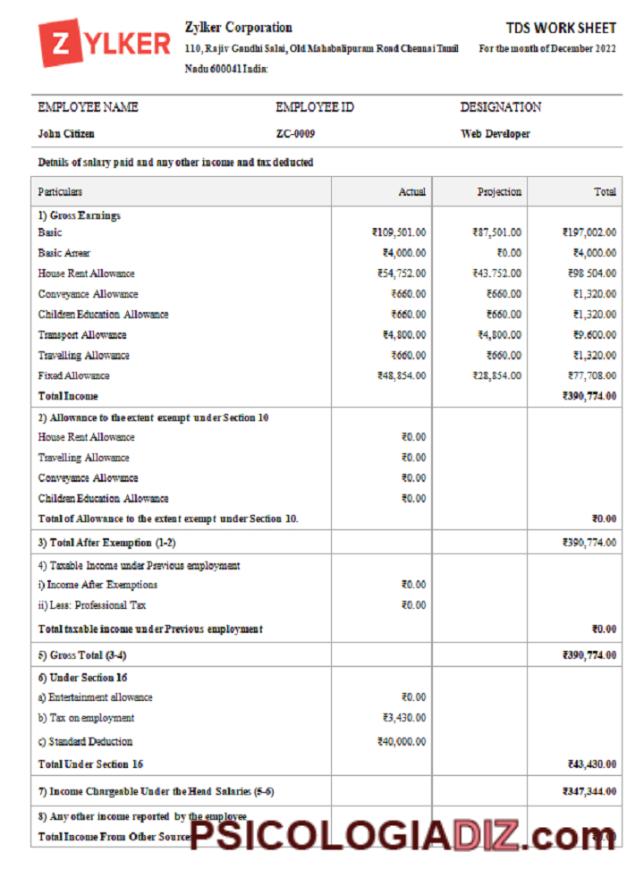 ZYLKER
Zylker Corporation
TDS WORK SHEET
110, Rajiv Gandhi Salai, Old Mahabalipuram Road Chennai Tamil
For the month of December 2022
Nadu 600041 India:
EMPLOYEE NAME EMPLOYEE ID DESIGNATION
John Citizen ZC-0009 Web Developer
Details of salary paid and any other income and tax deducted
Particulars Actual Projection Total
1) Gross Earnings
Basic ₹109,501.00 ₹87,501.00 ₹197,002.00
Basic Arrear ₹4,000.00 ₹0.00 ₹4,000.00
House Rent Allowance ₹54,752.00 ₹43.752.00 ₹98 504.00
Conveyance Allowance ₹660.00 ₹660.00 ₹1,320.00
Children Education Allowance ₹660.00 ₹660.00 ₹1,320.00
Transport Allowance ₹4,800.00 ₹4,800.00 ₹9.600.00
Travelling Allowance ₹660.00 ₹660.00 ₹1,320.00
Fixed Allowance ₹48,854.00 ₹28,854.00 ₹77,708.00
Total Income ₹390,774.00
2) Allowance to the extent exempt under Section 10
House Rent Allowance ₹0.00
Travelling Allowance ₹0.00
Conveyance Allowance ₹0.00
Children Education Allowance ₹0.00
Total of Allowance to the extent exempt under Section 10. ₹0.00
3) Total After Exemption (1-2) ₹390,774.00
4) Taxable Income under Previous employment
i) Income After Exemptions ₹0.00
ii) Less: Professional Tax ₹0.00
Total taxable income under Previous employment ₹0.00
5) Gross Total (3-4) ₹390,774.00
6) Under Section 16
a) Entertainment allowance ₹0.00
b) Tax on employment ₹3,430.00
c) Standard Deduction ₹40,000.00
Total Under Section 16 ₹43,430.00
7) Income Chargeable Under the Head Salaries (5-6) ₹347,344.00
8) Any other income reported by the employee
Total Income From Other Sources
PSICOLOGIADIZ.com